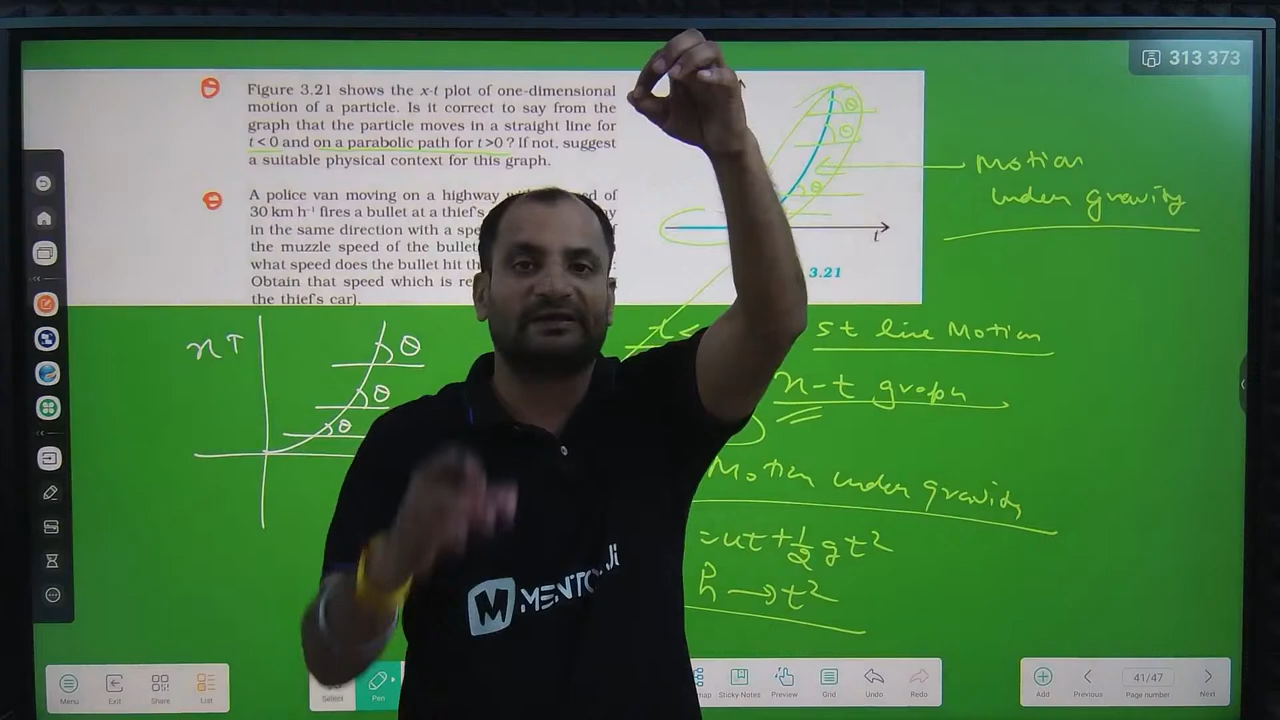 313 373
Figure 3.21 shows the x-t plot of one-dimensional
motion of a particle. Is it correct to say from the
graph that the particle moves in a straight line for
t < 0 and on a parabolic path for t >0 ? If not, suggest
a suitable physical context for this graph.
A police van moving on a highway with
30 km h⁻¹ fires a bullet at a thief's
in the same direction with a
the muzzle speed of the bullet
what speed does the bullet hit
Obtain that speed which is
the thief's car).
θ
θ
θ
t
3.21
Motion
under gravity
x↑
θ
θ
θ
t<
st line Motion
x-t graph
Motion under gravity
=ut+½gt²
h→t²
MENTO
Ji
Menu
Exit
Share
List
Select
Pen
Sticky-Notes
Preview
Grid
Undo
Redo
Add
Previous
41/47
Page number
Next